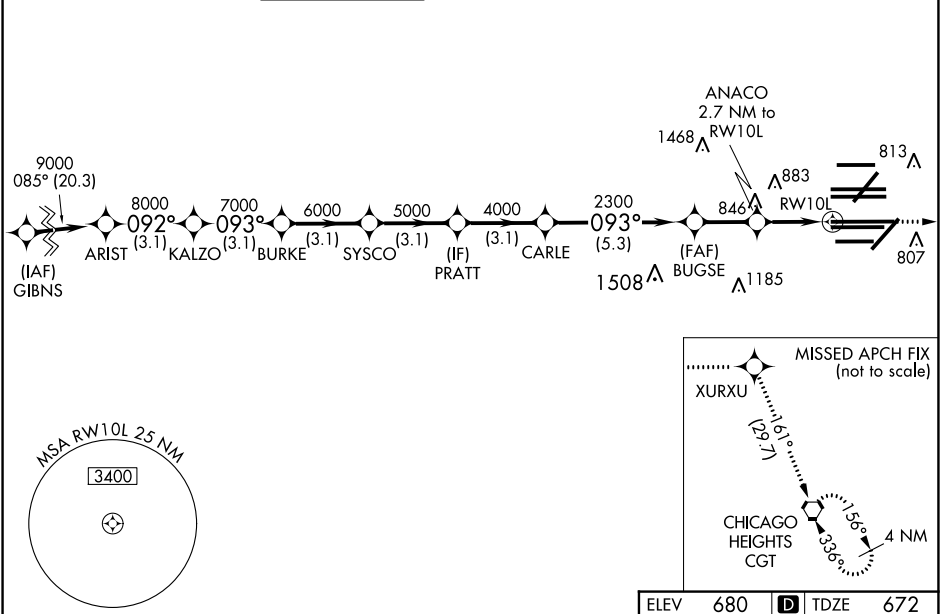 ANACO
2.7 NM to
RW10L
1468
813
9000
085° (20.3)
883
8000
7000
6000
5000
4000
2300
846
RW10L
092°
093°
093°
(3.1)
(3.1)
(3.1)
(3.1)
(3.1)
(5.3)
ARIST
KALZO
BURKE
SYSCO
(IF)
PRATT
CARLE
(FAF)
BUGSE
(IAF)
GIBNS
1508
1185
807
MISSED APCH FIX
(not to scale)
XURXU
161°
(29.7)
MSA RW10L 25 NM
3400
CHICAGO
HEIGHTS
CGT
156°
336°
4 NM
ELEV 680 D TDZE 672